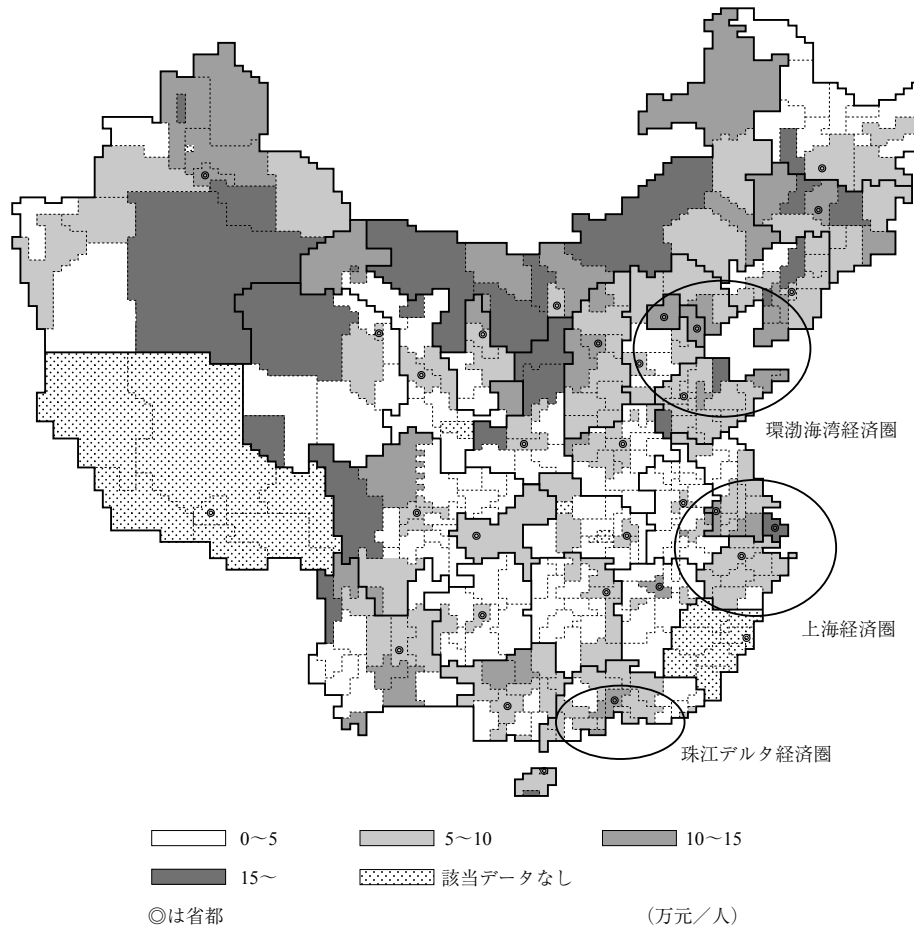 環渤海湾経済圏
上海経済圏
珠江デルタ経済圏
0～5
5～10
10～15
15～
該当データなし
◎は省都
（万元／人）